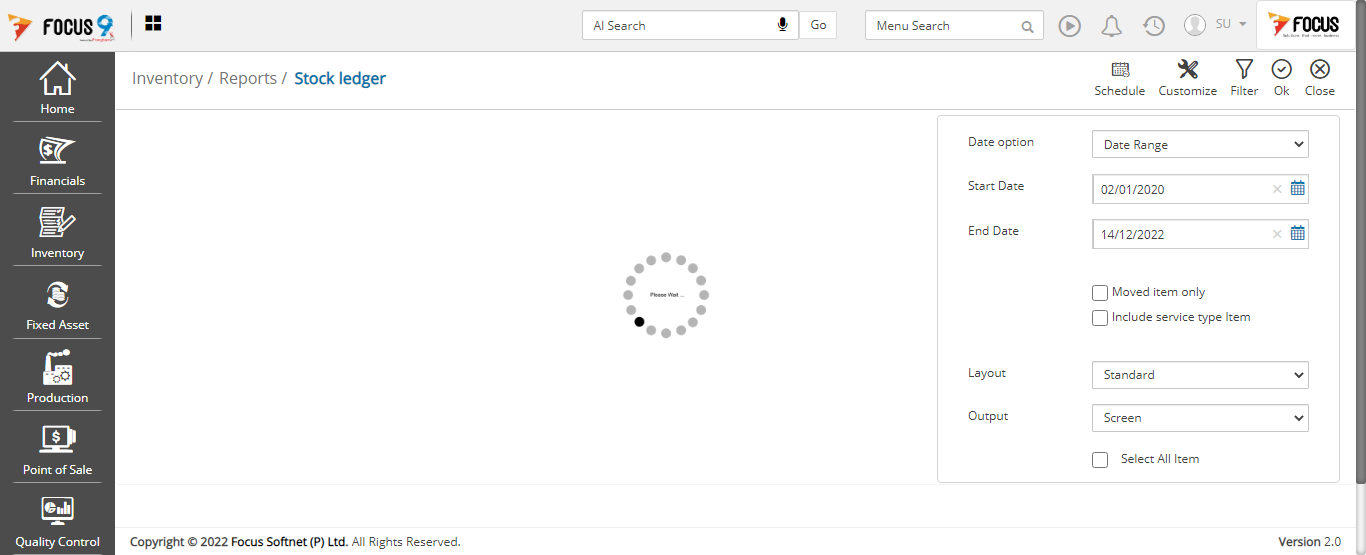 FOCUS 9
AI Search
Go
Menu Search
SU
FOCUS
Inventory / Reports / Stock ledger
Schedule
Customize
Filter
Ok
Close
Home
Financials
Inventory
Fixed Asset
Production
Point of Sale
Quality Control
Please Wait ...
Date option
Date Range
Start Date
02/01/2020
End Date
14/12/2022
Moved item only
Include service type Item
Layout
Standard
Output
Screen
Select All Item
Copyright © 2022 Focus Softnet (P) Ltd. All Rights Reserved.
Version 2.0